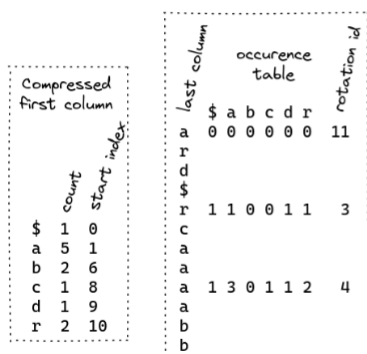 Compressed
first column
count
start index
$ 1 0
a 5 1
b 2 6
c 1 8
d 1 9
r 2 10
last column
occurence
table
rotation id
$ a b c d r
a 0 0 0 0 0 0 11
r
d
$
r 1 1 0 0 1 1 3
c
a
a
a 1 3 0 1 1 2 4
a
b
b